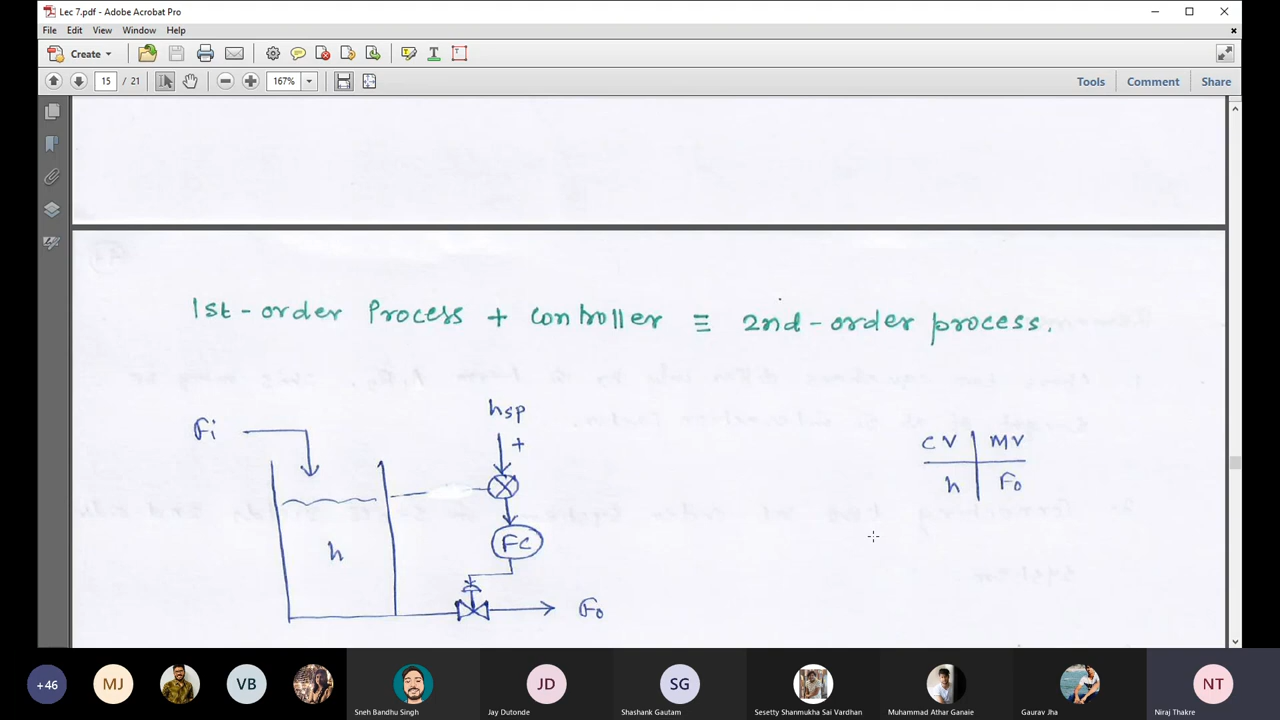 Lec 7.pdf - Adobe Acrobat Pro
File Edit View Window Help
Create
15 / 21 167% Tools Comment Share
1st-order Process + controller ≡ 2nd-order process.
hsp
+
Fi
CV MV
h Fo
h
FC
Fo
+46 MJ VB JD SG NT
Sneh Bandhu Singh Jay Dutonde Shashank Gautam Sesetty Shanmukha Sai Vardhan Muhammad Athar Ganaie Gaurav Jha Niraj Thakre